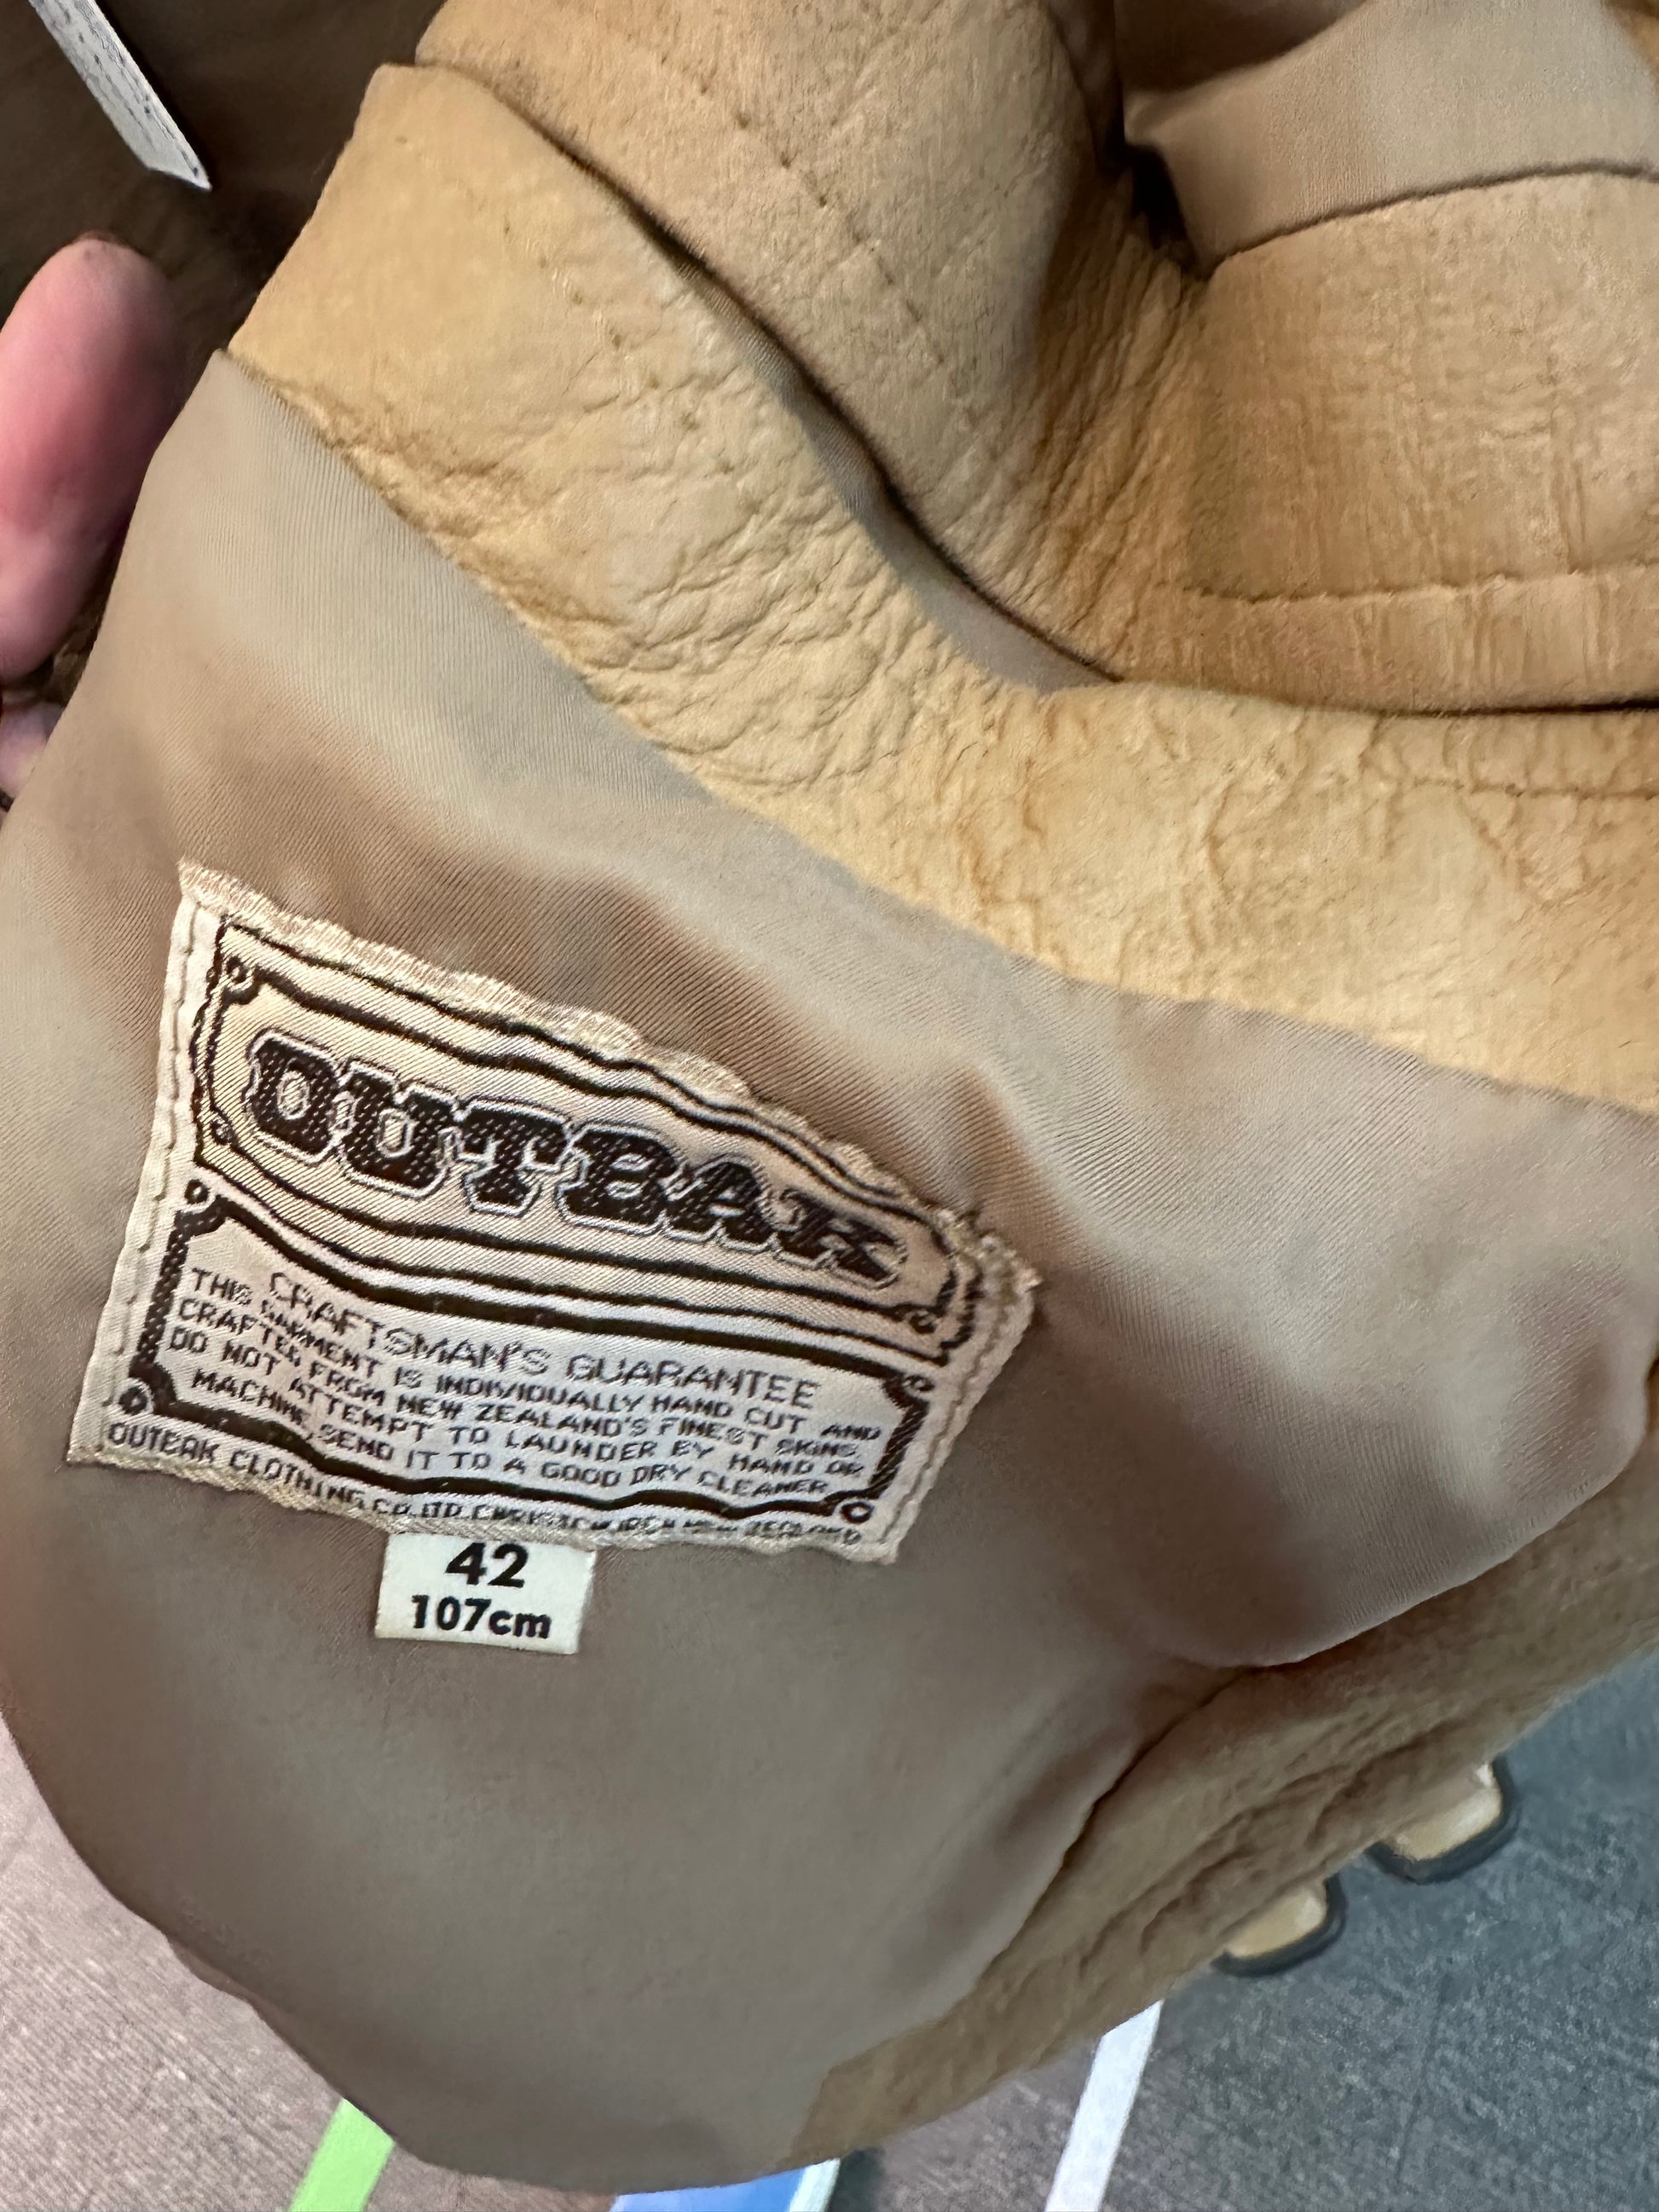 OUTBAK
CRAFTSMAN'S GUARANTEE
THIS GARMENT IS INDIVIDUALLY HAND CUT AND
CRAFTED FROM NEW ZEALAND'S FINEST SKINS.
DO NOT ATTEMPT TO LAUNDER BY HAND OR
MACHINE, SEND IT TO A GOOD DRY CLEANER
OUTBAK CLOTHING CO. LTD. CHRISTCHURCH NEW ZEALAND
42
107cm